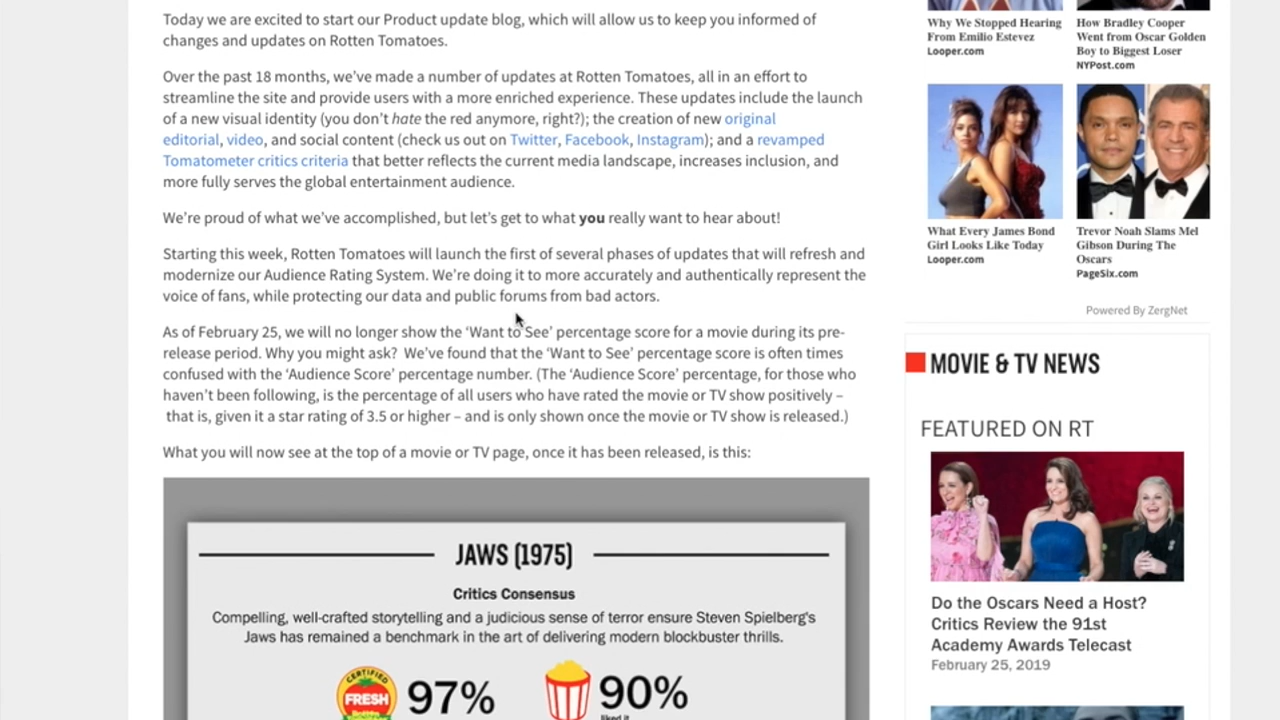 Today we are excited to start our Product update blog, which will allow us to keep you informed of
changes and updates on Rotten Tomatoes.
Over the past 18 months, we've made a number of updates at Rotten Tomatoes, all in an effort to
streamline the site and provide users with a more enriched experience. These updates include the launch
of a new visual identity (you don't hate the red anymore, right?); the creation of new original
editorial, video, and social content (check us out on Twitter, Facebook, Instagram); and a revamped
Tomatometer critics criteria that better reflects the current media landscape, increases inclusion, and
more fully serves the global entertainment audience.
We're proud of what we've accomplished, but let's get to what you really want to hear about!
Starting this week, Rotten Tomatoes will launch the first of several phases of updates that will refresh and
modernize our Audience Rating System. We're doing it to more accurately and authentically represent the
voice of fans, while protecting our data and public forums from bad actors.
As of February 25, we will no longer show the 'Want to See' percentage score for a movie during its pre-
release period. Why you might ask?  We've found that the 'Want to See' percentage score is often times
confused with the 'Audience Score' percentage number. (The 'Audience Score' percentage, for those who
haven't been following, is the percentage of all users who have rated the movie or TV show positively –
that is, given it a star rating of 3.5 or higher – and is only shown once the movie or TV show is released.)
What you will now see at the top of a movie or TV page, once it has been released, is this:
JAWS (1975)
Critics Consensus
Compelling, well-crafted storytelling and a judicious sense of terror ensure Steven Spielberg's
Jaws has remained a benchmark in the art of delivering modern blockbuster thrills.
CERTIFIED
FRESH
97%
90%
liked it
Why We Stopped Hearing
From Emilio Estevez
Looper.com
How Bradley Cooper
Went from Oscar Golden
Boy to Biggest Loser
NYPost.com
What Every James Bond
Girl Looks Like Today
Looper.com
Trevor Noah Slams Mel
Gibson During The
Oscars
PageSix.com
Powered By ZergNet
MOVIE & TV NEWS
FEATURED ON RT
Do the Oscars Need a Host?
Critics Review the 91st
Academy Awards Telecast
February 25, 2019